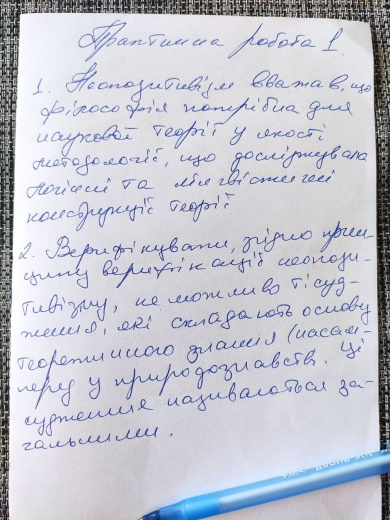 Практична робота 1.
1. Неопозитивізм вважав, що
філософія потрібна для
наукової теорії у якості
методології, що досліджувала
логічні та лінгвістичні
конструкції теорії
2. Верифікувати, згідно прин-
ципу верифікації неопози-
тивізму, неможливо ті суд-
ження, які складають основу
теоретичного знання (насам-
перед у природознавстві. Ці
судження називаються за-
гальними.